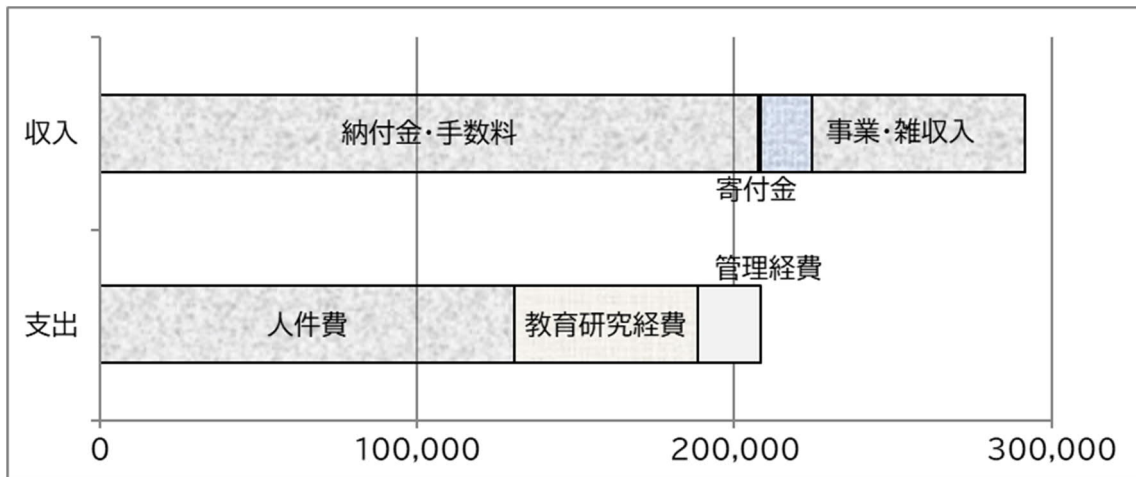 収入
納付金・手数料
事業・雑収入
寄付金
管理経費
支出
人件費
教育研究経費
0
100,000
200,000
300,000